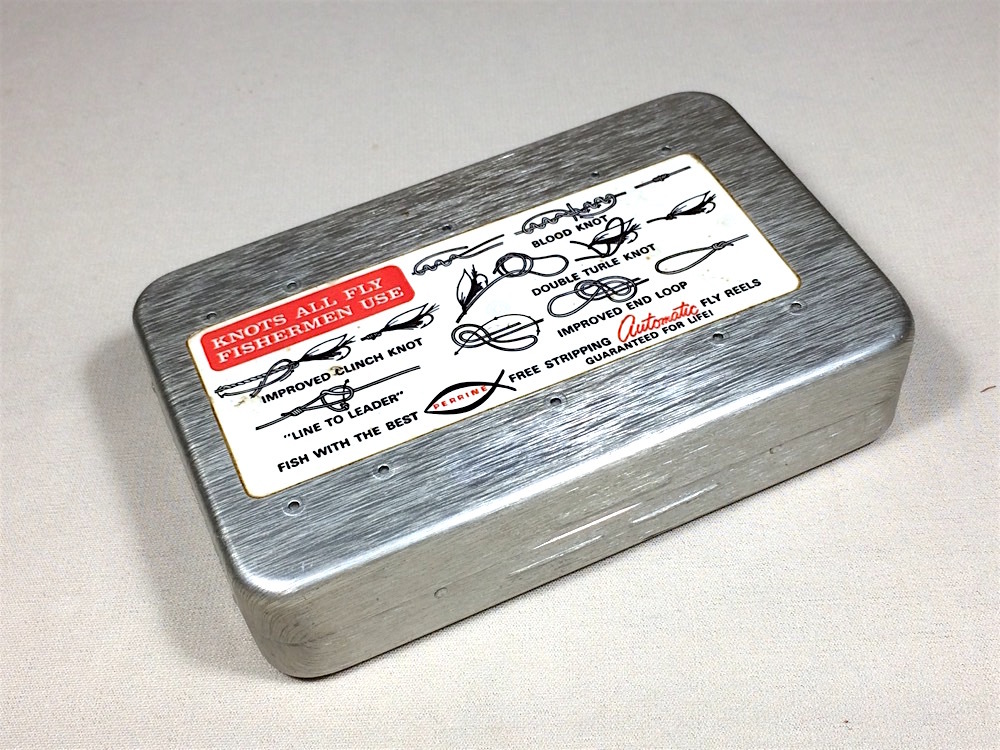 KNOTS ALL FLY
FISHERMEN USE
IMPROVED CLINCH KNOT
"LINE TO LEADER"
BLOOD KNOT
DOUBLE TURLE KNOT
IMPROVED END LOOP
FISH WITH THE BEST PERRINE FREE STRIPPING Automatic FLY REELS
GUARANTEED FOR LIFE!